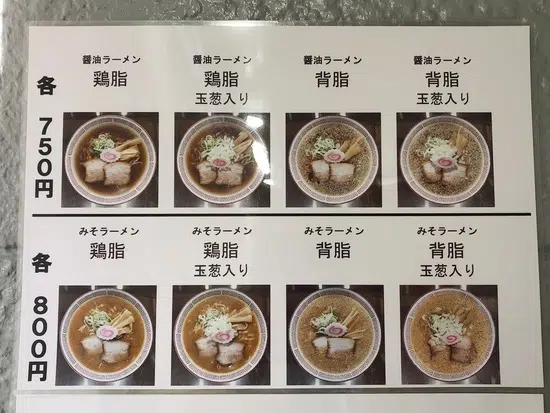 各750円
醤油ラーメン
鶏脂
醤油ラーメン
鶏脂
玉葱入り
醤油ラーメン
背脂
醤油ラーメン
背脂
玉葱入り
各800円
みそラーメン
鶏脂
みそラーメン
鶏脂
玉葱入り
みそラーメン
背脂
みそラーメン
背脂
玉葱入り